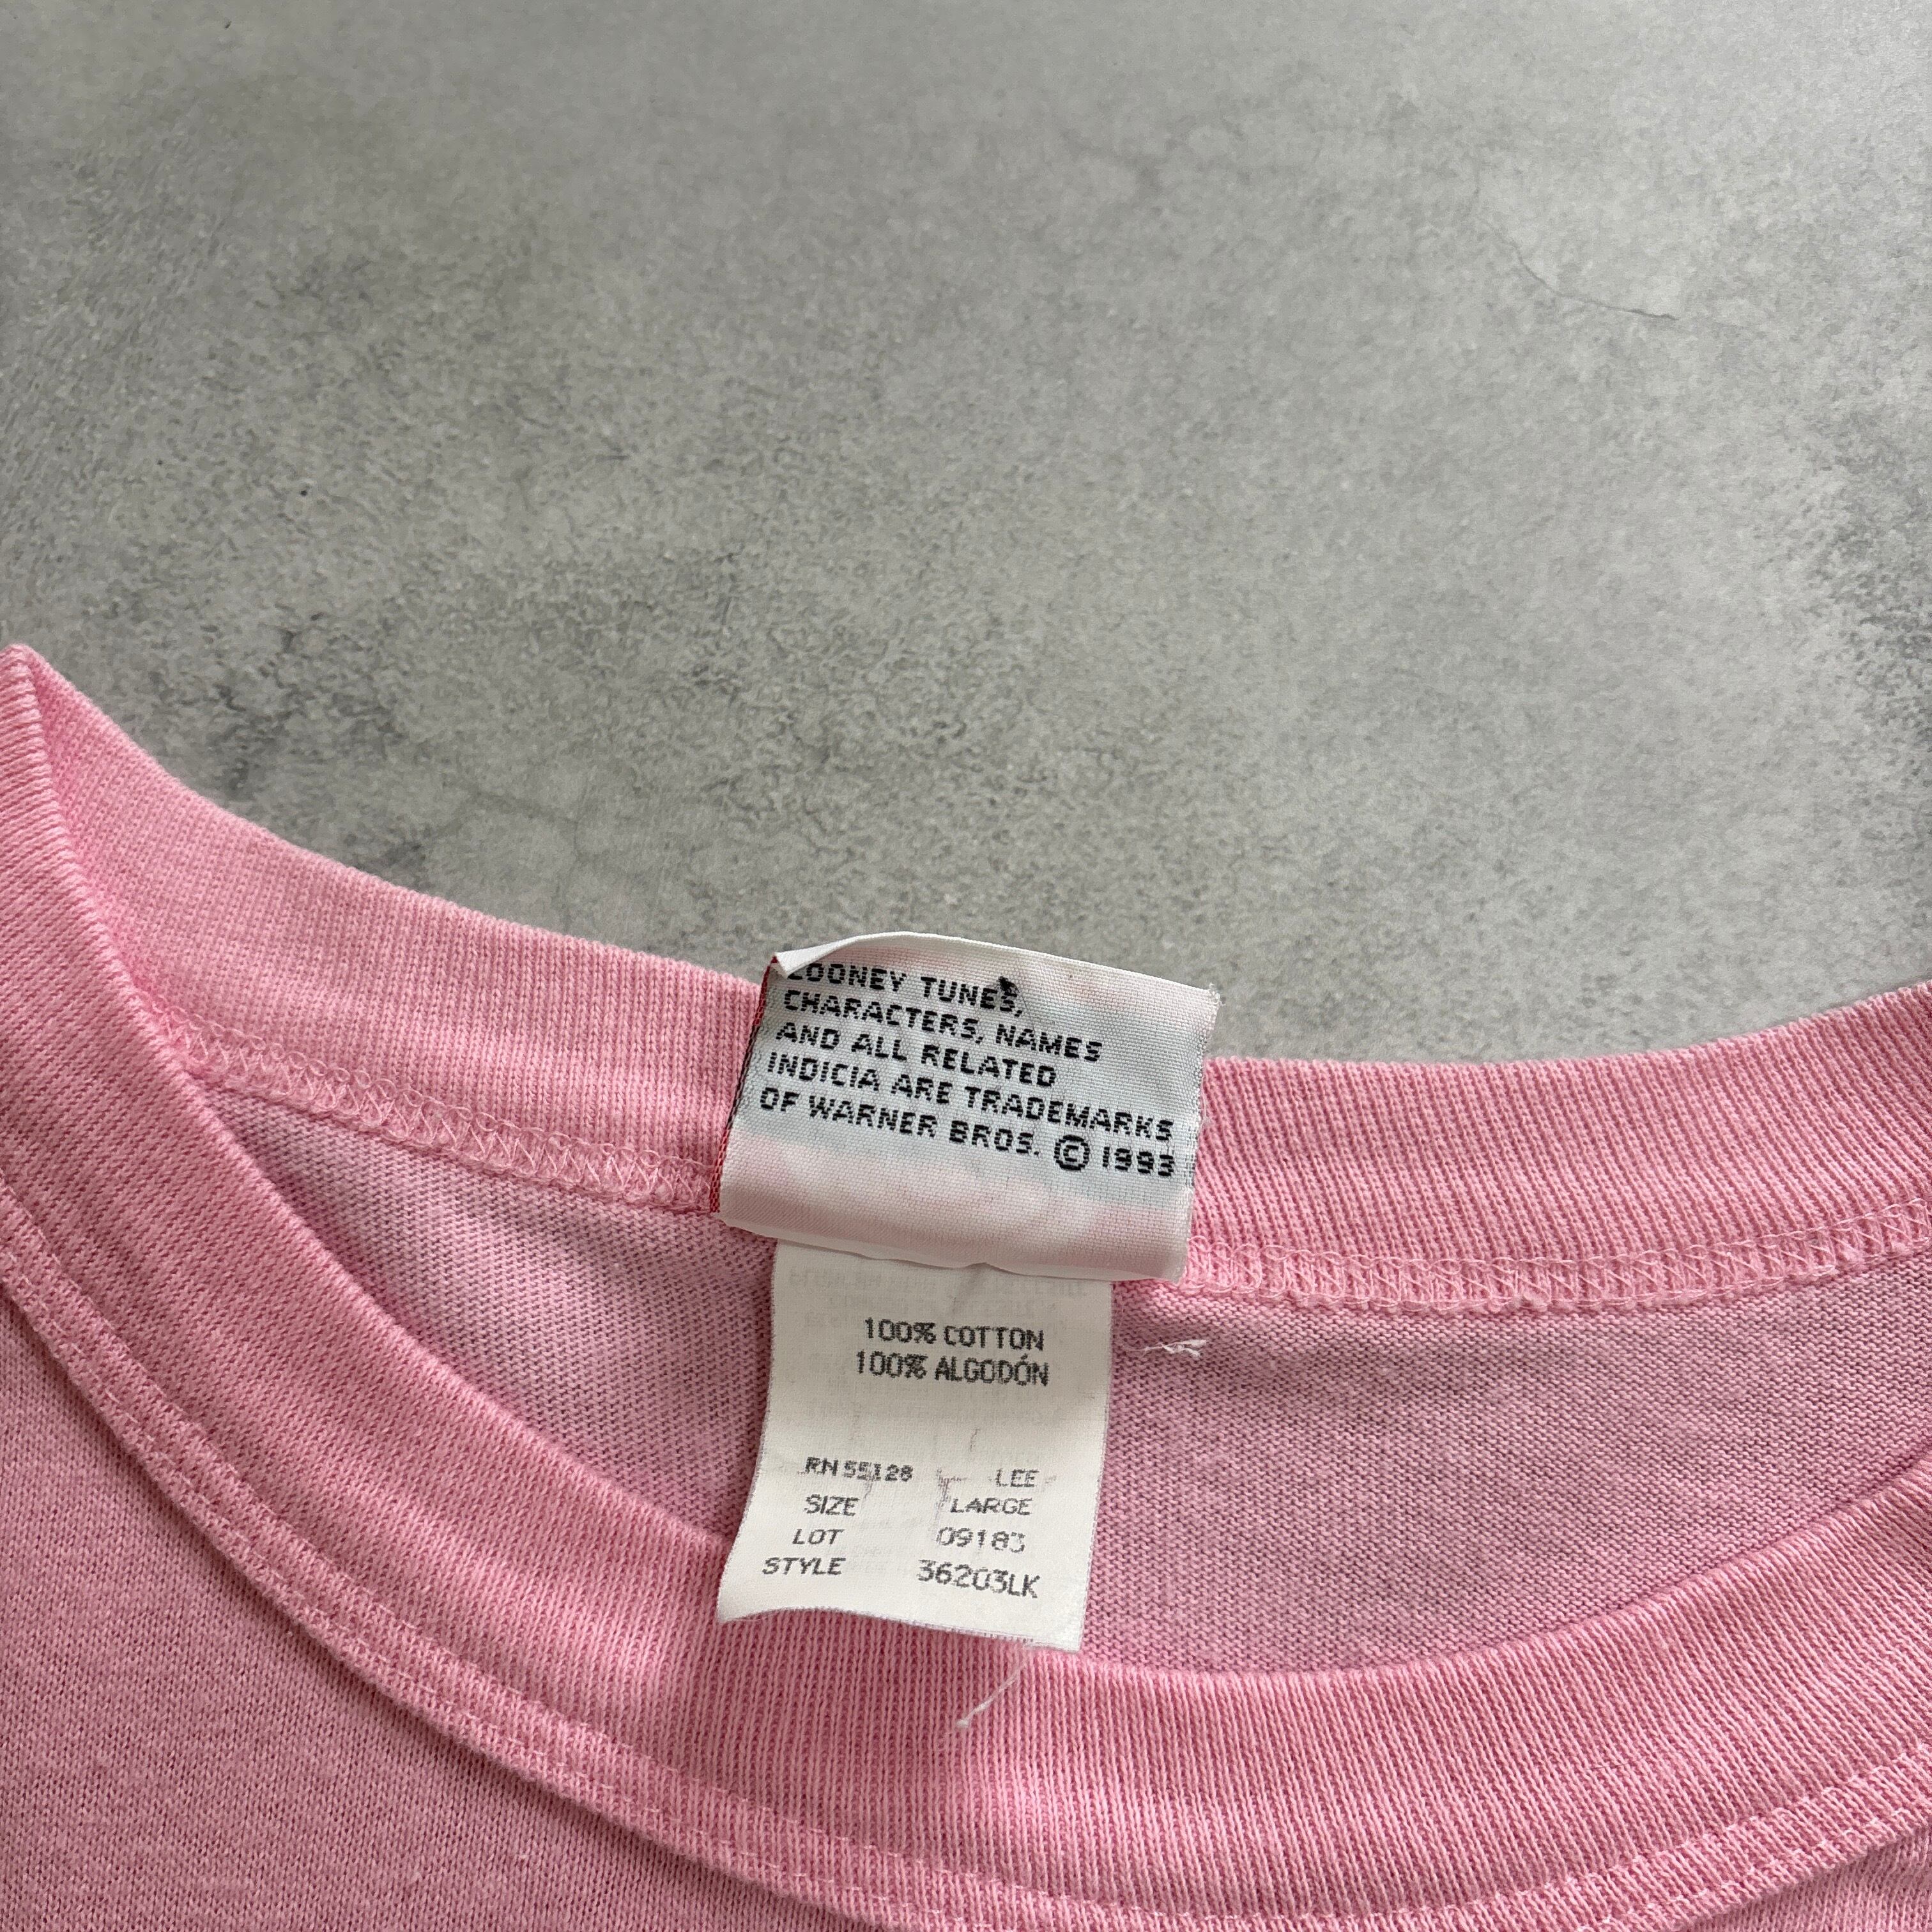 LOONEY TUNES,
CHARACTERS, NAMES
AND ALL RELATED
INDICIA ARE TRADEMARKS
OF WARNER BROS. © 1993
100% COTTON
100% ALGODÓN
RN 55128 LEE
SIZE LARGE
LOT 09183
STYLE 36203LK